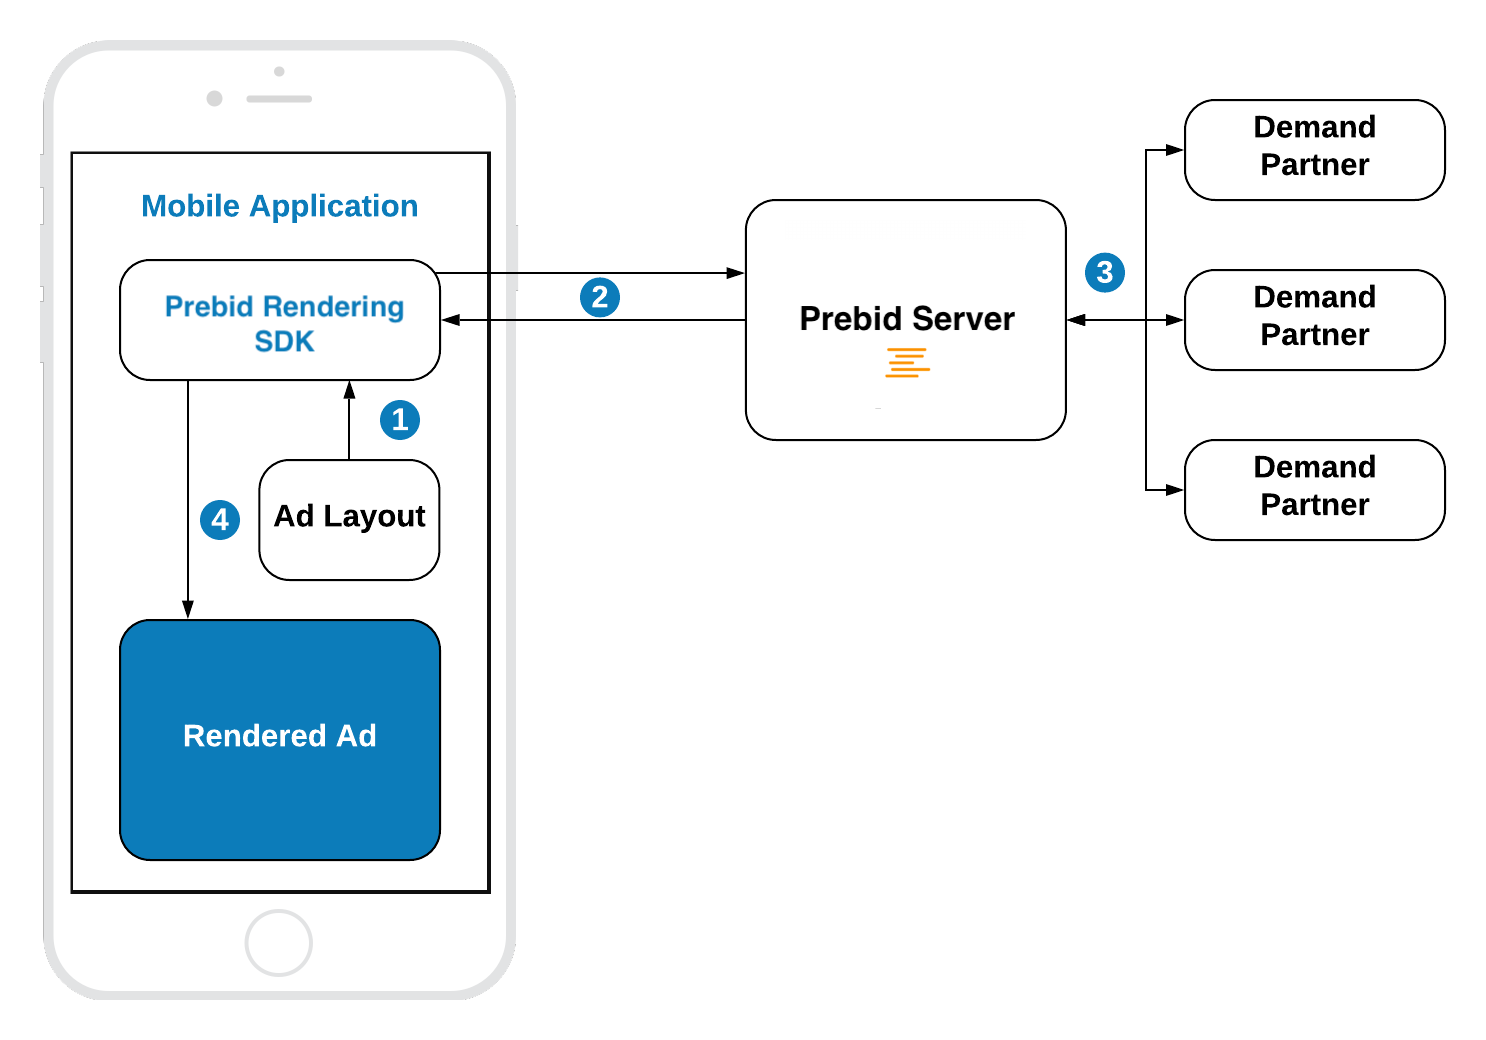 Mobile Application
Prebid Rendering
SDK
1
Ad Layout
4
Rendered Ad
2
Prebid Server
3
Demand
Partner
Demand
Partner
Demand
Partner